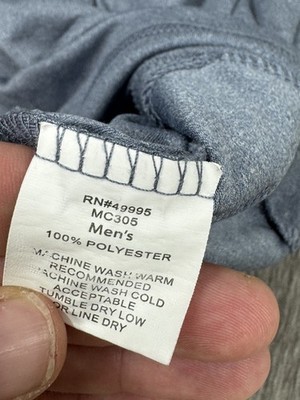 RN#49995
MC305
Men's
100% POLYESTER
MACHINE WASH WARM
RECOMMENDED
MACHINE WASH COLD
ACCEPTABLE
TUMBLE DRY LOW
OR LINE DRY